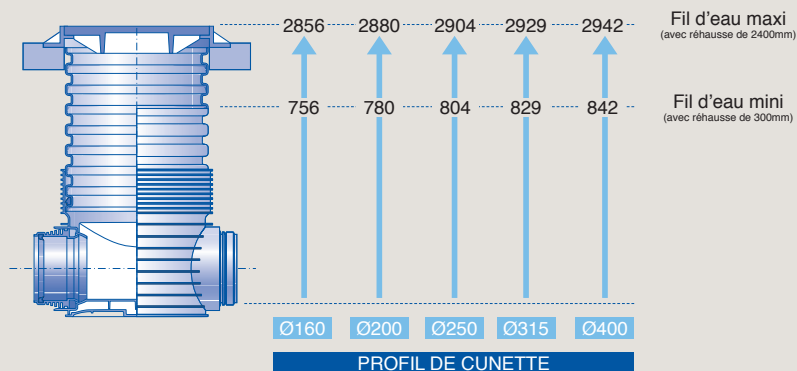 2856 2880 2904 2929 2942 Fil d'eau maxi
(avec réhausse de 2400mm)
756 780 804 829 842 Fil d'eau mini
(avec réhausse de 300mm)
Ø160 Ø200 Ø250 Ø315 Ø400
PROFIL DE CUNETTE